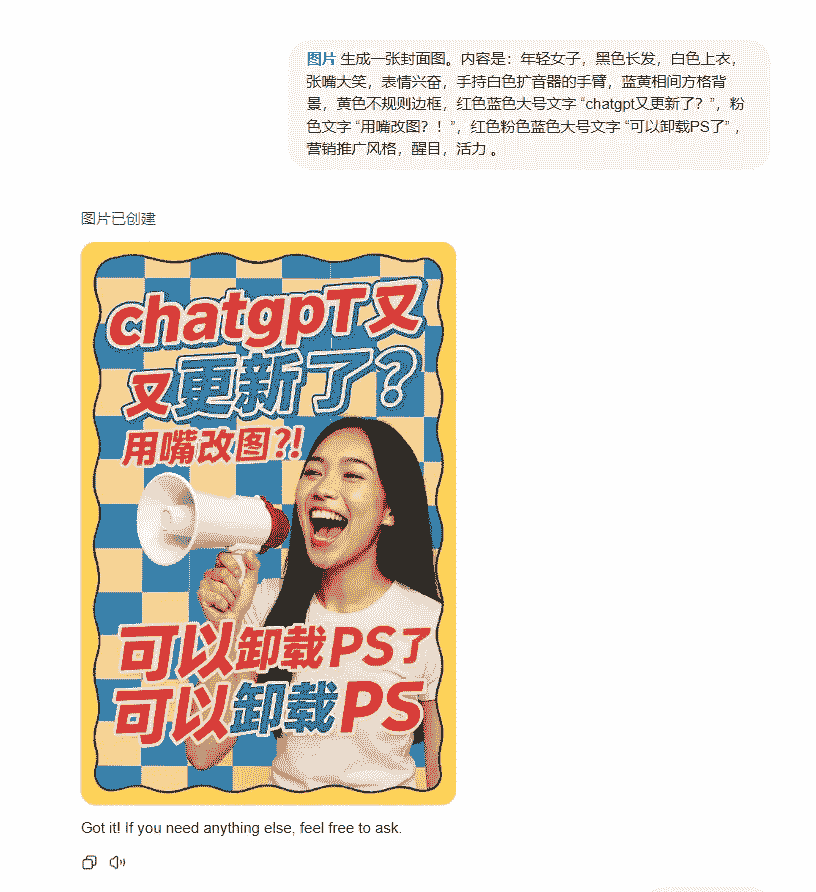 图片 生成一张封面图。内容是：年轻女子，黑色长发，白色上衣，
张嘴大笑，表情兴奋，手持白色扩音器的手臂，蓝黄相间方格背
景，黄色不规则边框，红色蓝色大号文字 “chatgpt又更新了？”，粉
色文字 “用嘴改图？！”，红色粉色蓝色大号文字 “可以卸载PS了” ，
营销推广风格，醒目，活力 。
图片已创建
chatgpT又
又更新了?
用嘴改图?!
可以卸载PS了
可以卸载PS
Got it! If you need anything else, feel free to ask.